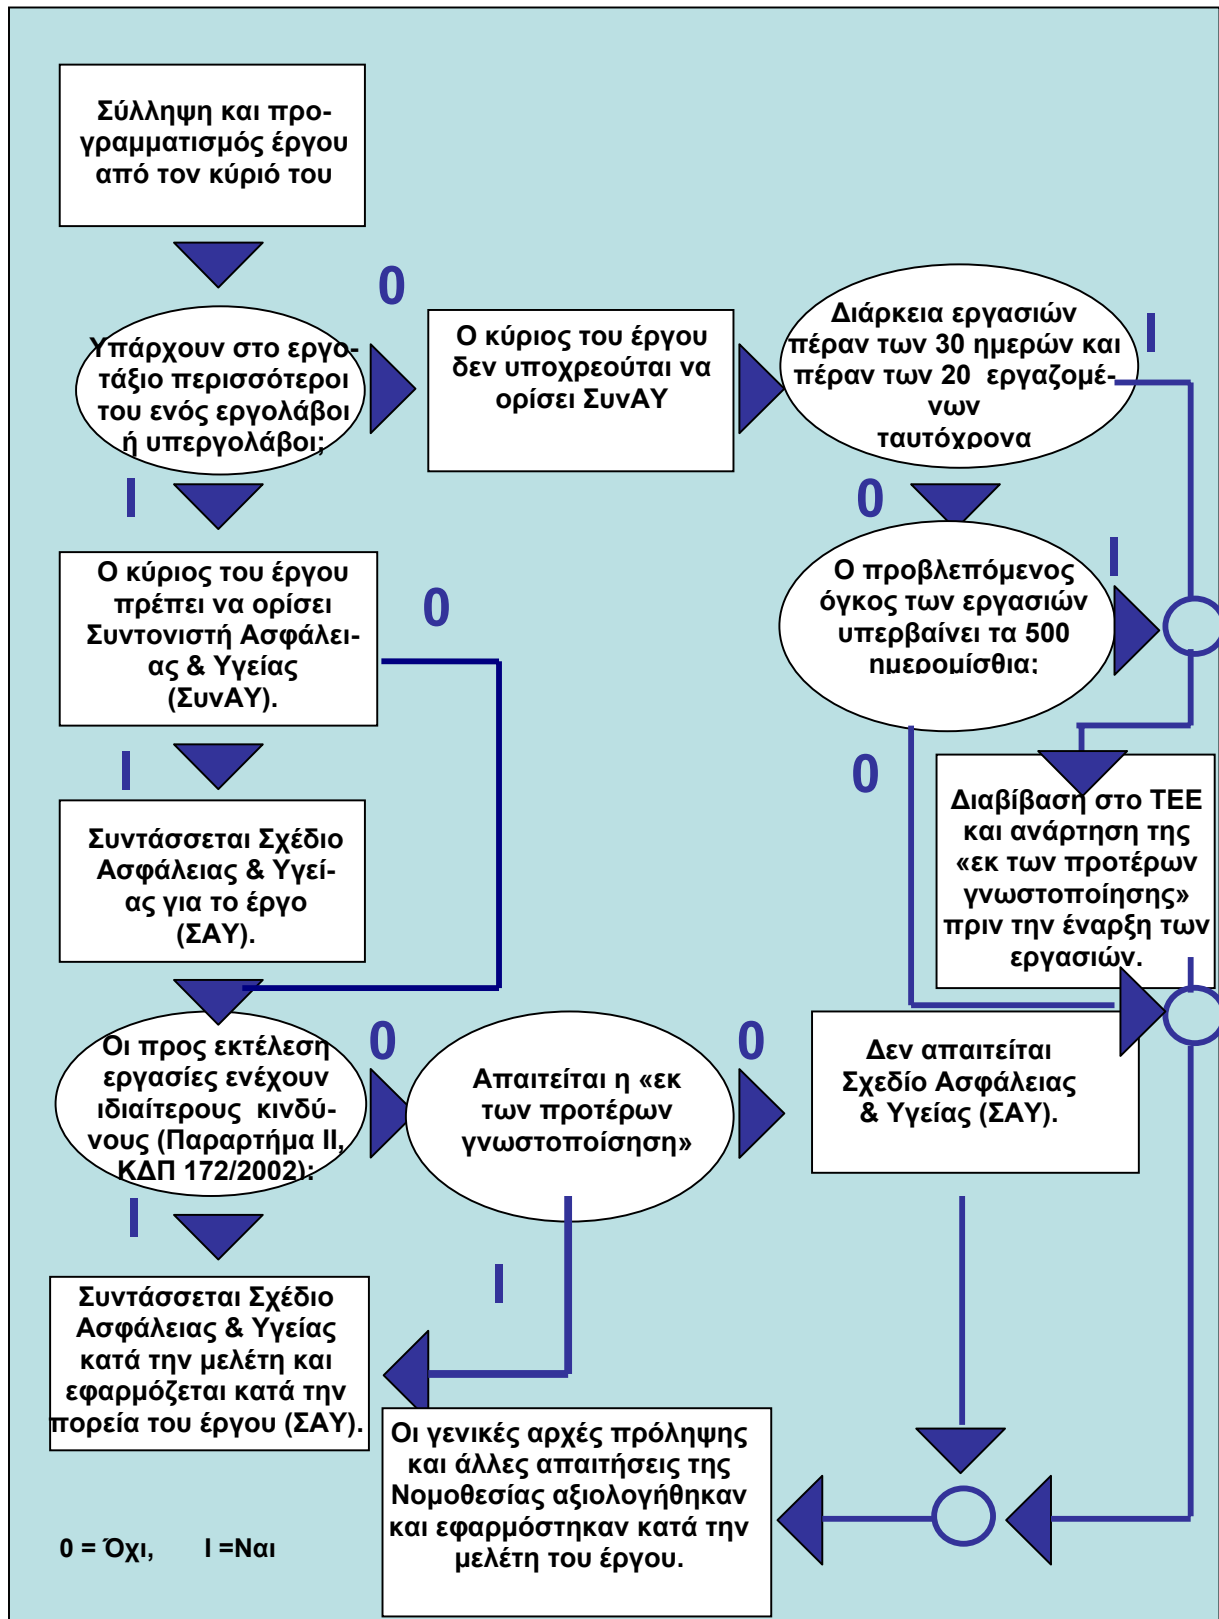 Σύλληψη και προ-
γραμματισμός έργου
από τον κύριό του
0
Υπάρχουν στο εργο-
τάξιο περισσότεροι
του ενός εργολάβοι
ή υπεργολάβοι;
Ο κύριος του έργου
δεν υποχρεούται να
ορίσει ΣυνΑΥ
Διάρκεια εργασιών
πέραν των 30 ημερών και
πέραν των 20 εργαζομέ-
νων
ταυτόχρονα
Ι
Ι
0
Ο κύριος του έργου
πρέπει να ορίσει
Συντονιστή Ασφάλει-
ας & Υγείας
(ΣυνΑΥ).
0
Ο προβλεπόμενος
όγκος των εργασιών
υπερβαίνει τα 500
ημερομίσθια;
Ι
Ι
0
Συντάσσεται Σχέδιο
Ασφάλειας & Υγεί-
ας για το έργο
(ΣΑΥ).
Διαβίβαση στο ΤΕΕ
και ανάρτηση της
«εκ των προτέρων
γνωστοποίησης»
πριν την έναρξη των
εργασιών.
Οι προς εκτέλεση
εργασίες ενέχουν
ιδιαίτερους κινδύ-
νους (Παραρτήμα ΙΙ,
ΚΔΠ 172/2002);
0
Απαιτείται η «εκ
των προτέρων
γνωστοποίσηση»
0
Δεν απαιτείται
Σχεδίο Ασφάλειας
& Υγείας (ΣΑΥ).
Ι
Ι
Συντάσσεται Σχέδιο
Ασφάλειας & Υγείας
κατά την μελέτη και
εφαρμόζεται κατά την
πορεία του έργου (ΣΑΥ).
Οι γενικές αρχές πρόληψης
και άλλες απαιτήσεις της
Νομοθεσίας αξιολογήθηκαν
και εφαρμόστηκαν κατά την
μελέτη του έργου.
0 = Όχι, Ι =Ναι